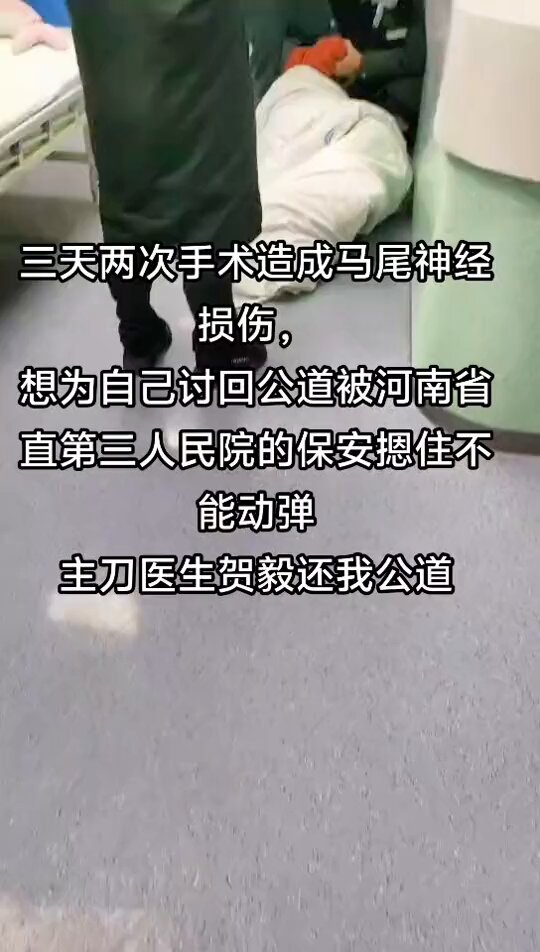 三天两次手术造成马尾神经
损伤，
想为自己讨回公道被河南省
直第三人民院的保安摁住不
能动弹
主刀医生贺毅还我公道